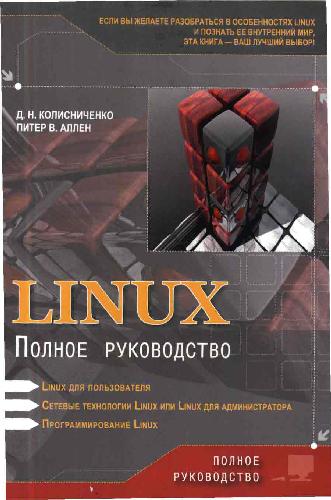 ЕСЛИ ВЫ ЖЕЛАЕТЕ РАЗОБРАТЬСЯ В ОСОБЕННОСТЯХ LINUX
И ПОЗНАТЬ ЕЕ ВНУТРЕННИЙ МИР,
ЭТА КНИГА — ВАШ ЛУЧШИЙ ВЫБОР!
Д. Н. КОЛИСНИЧЕНКО
ПИТЕР В. АЛЛЕН
LINUX
ПОЛНОЕ РУКОВОДСТВО
LINUX ДЛЯ ПОЛЬЗОВАТЕЛЯ
СЕТЕВЫЕ ТЕХНОЛОГИИ LINUX ИЛИ LINUX ДЛЯ АДМИНИСТРАТОРА
ПРОГРАММИРОВАНИЕ LINUX
ПОЛНОЕ
РУКОВОДСТВО